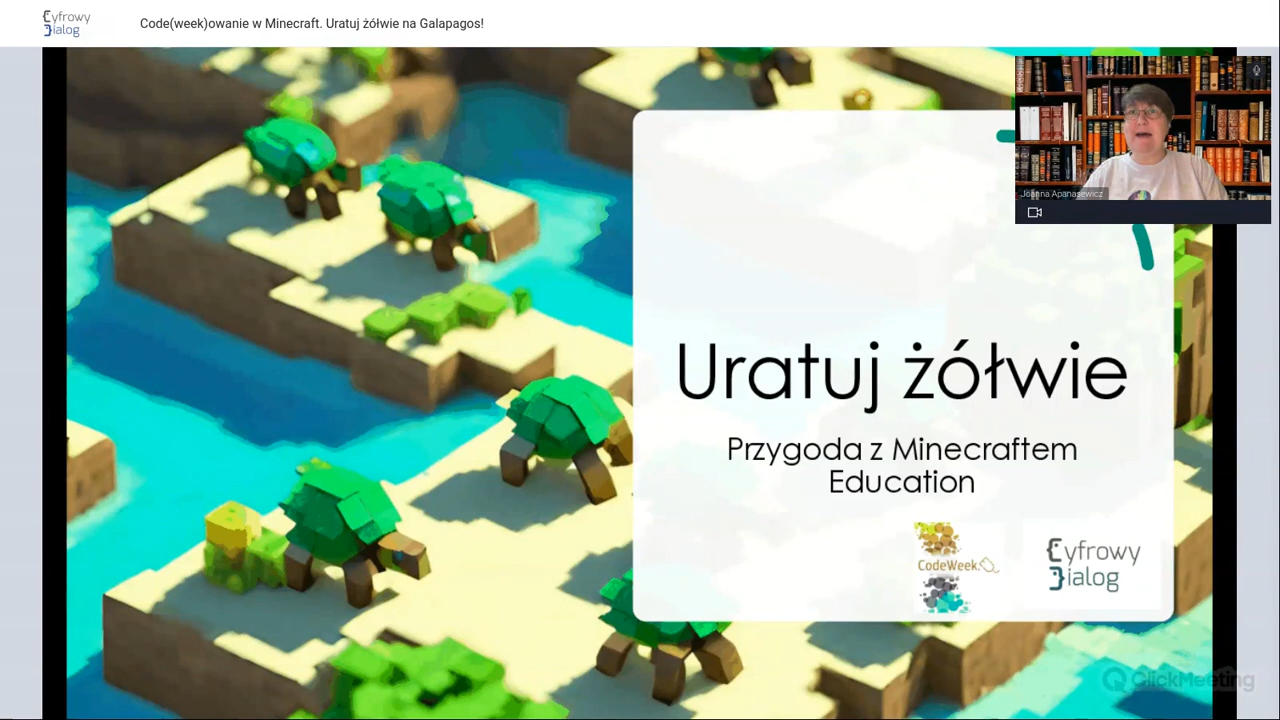 Cyfrowy
Dialog
Code(week)owanie w Minecraft. Uratuj żółwie na Galapagos!
Joanna Apanasewicz
Uratuj żółwie
Przygoda z Minecraftem
Education
CodeWeek
Cyfrowy
Dialog
ClickMeeting